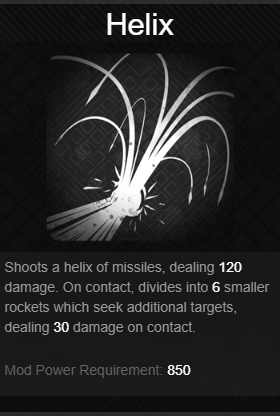 Helix
Shoots a helix of missiles, dealing 120
damage. On contact, divides into 6 smaller
rockets which seek additional targets,
dealing 30 damage on contact.
Mod Power Requirement: 850